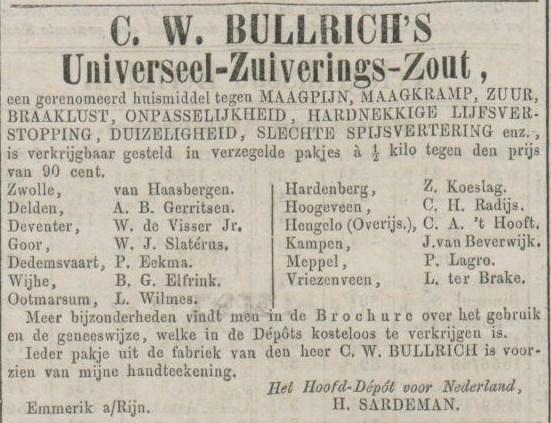 C. W. BULLRICH'S
Universeel-Zuiverings-Zout,
een gerenomeerd huismiddel tegen MAAGPIJN, MAAGKRAMP, ZUUR,
BRAAKLUST, ONPASSELIJKHEID, HARDNEKKIGE LIJFSVER-
STOPPING, DUIZELIGHEID, SLECHTE SPIJSVERTERING enz.,
is verkrijgbaar gesteld in verzegelde pakjes à ½ kilo tegen den prijs
van 90 cent.
Zwolle, van Haasbergen.
Delden, A. B. Gerritsen.
Deventer, W. de Visser Jr.
Goor, W. J. Slatérus.
Dedemsvaart, P. Eekma.
Wijhe, B. G. Elfrink.
Ootmarsum, L. Wilmes.
Hardenberg, Z. Koeslag.
Hoogeveen, C. H. Radijs.
Hengelo (Overijs.), C. A. 't Hooft.
Kampen, J. van Beverwijk.
Meppel, P. Lagro.
Vriezenveen, L. ter Brake.
Meer bijzonderheden vindt men in de Brochure over het gebruik
en de geneeswijze, welke in de Dépôts kosteloos te verkrijgen is.
Ieder pakje uit de fabriek van den heer C. W. BULLRICH is voor-
zien van mijne handteekening.
Het Hoofd-Dépôt voor Nederland,
Emmerik a/Rijn. H. SARDEMAN.